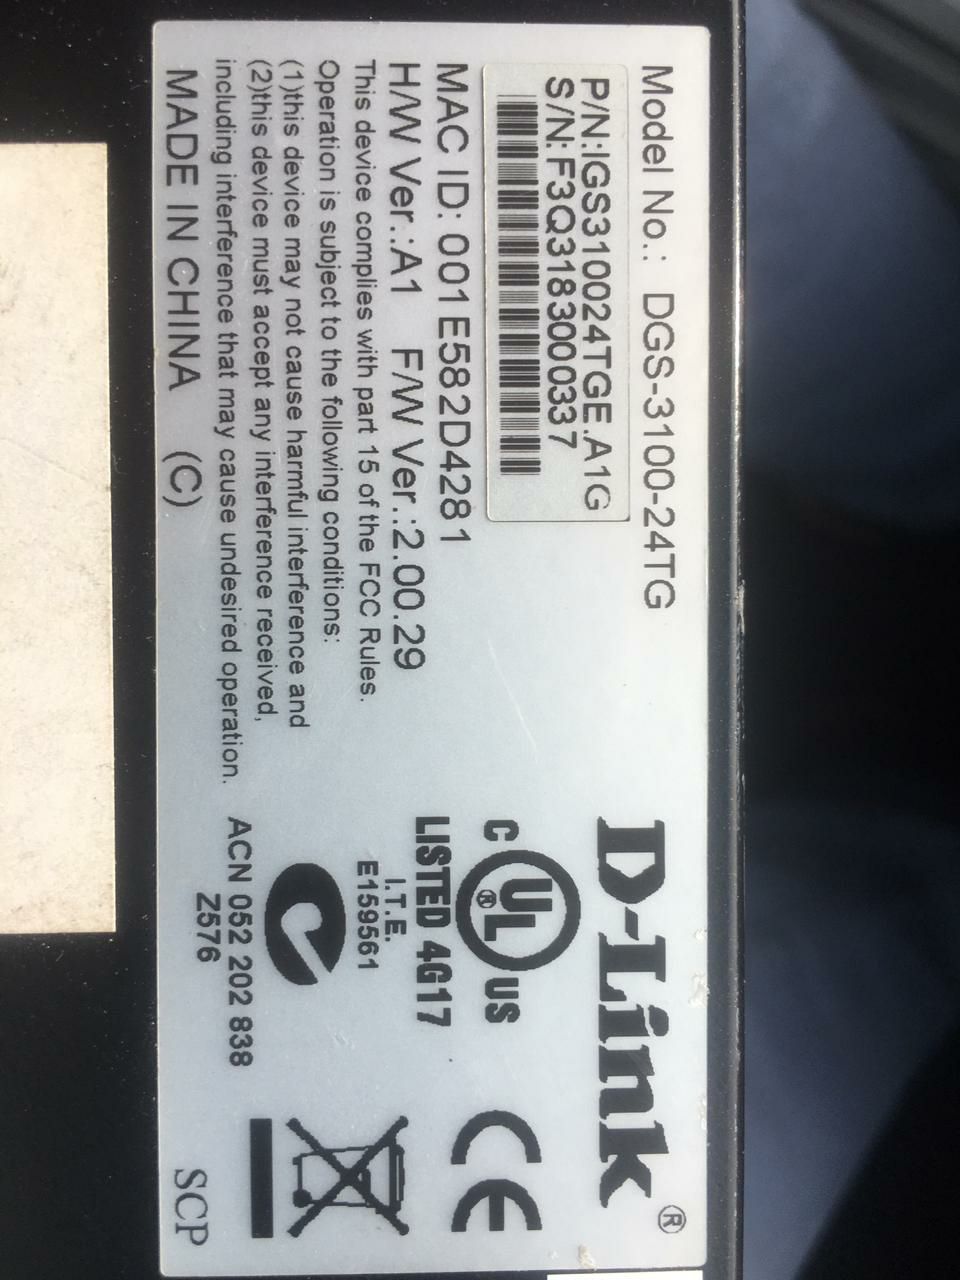 Model No.: DGS-3100-24TG
P/N:IGS310024TGE.A1G
S/N:F3Q3183000337
MAC ID: 001E582D4281
H/W Ver.:A1 F/W Ver.:2.00.29
This device complies with part 15 of the FCC Rules.
Operation is subject to the following conditions:
(1)this device may not cause harmful interference and
(2)this device must accept any interference received,
including interference that may cause undesired operation.
MADE IN CHINA (C)
D-Link®
C UL® US
LISTED 4G17
I.T.E.
E159561
CE
ACN 052 202 838
Z576
SCP